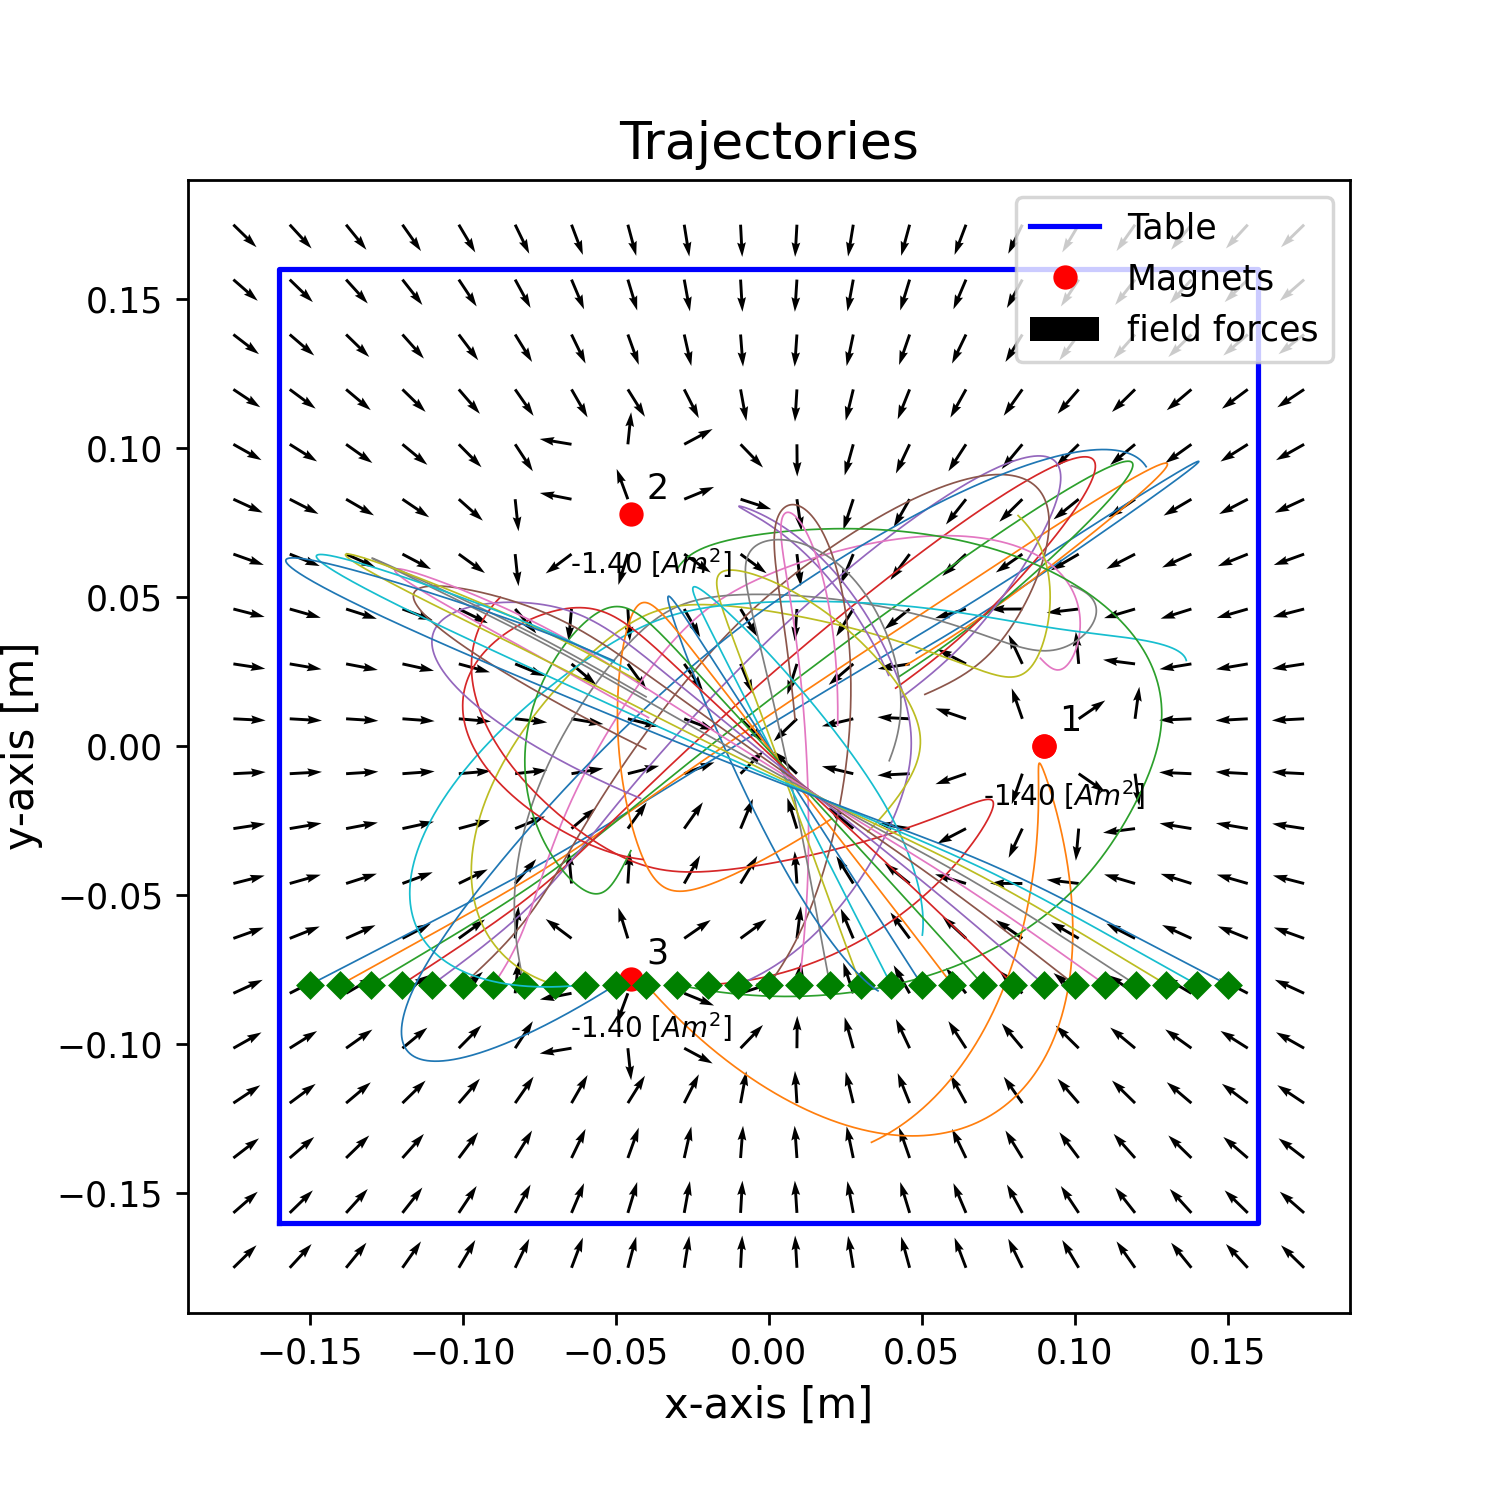 Trajectories
Table
Magnets
field forces
y-axis [m]
0.15
0.10
0.05
0.00
−0.05
−0.10
−0.15
2
-1.40 [Am²]
1
-1.40 [Am²]
3
-1.40 [Am²]
−0.15 −0.10 −0.05 0.00 0.05 0.10 0.15
x-axis [m]